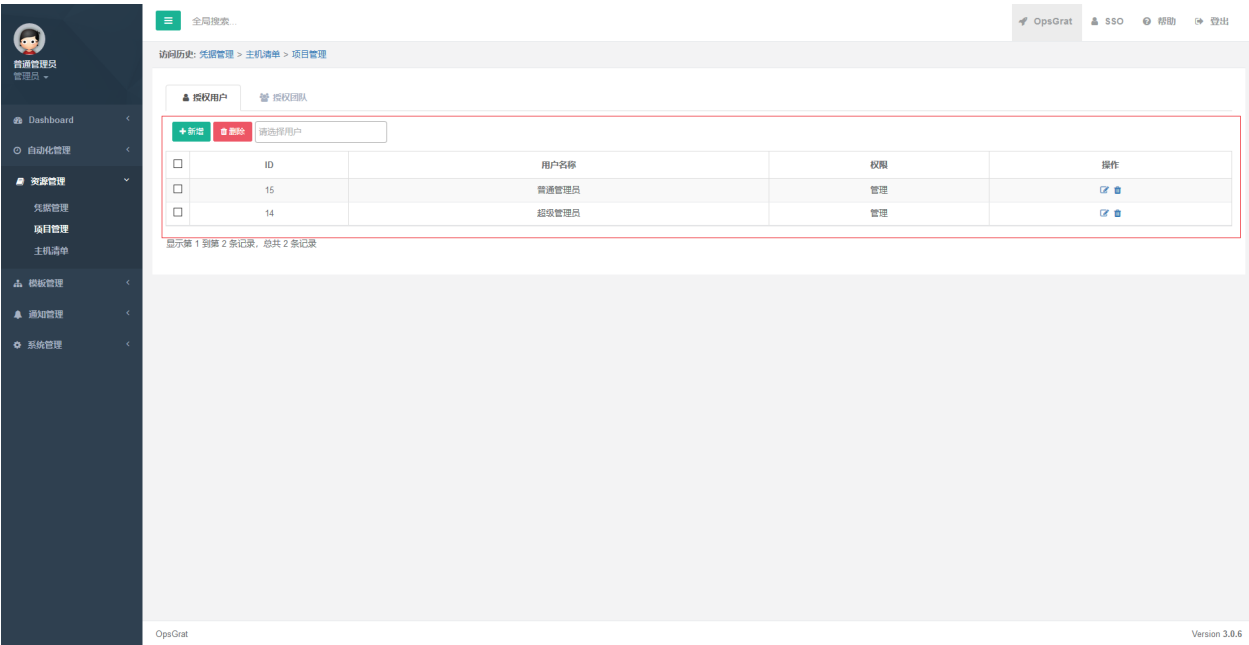 普通管理员
管理员
Dashboard
自动化管理
资源管理
凭据管理
项目管理
主机清单
模板管理
通知管理
系统管理
全局搜索...
OpsGrat SSO 帮助 登出
访问历史: 凭据管理 > 主机清单 > 项目管理
授权用户 授权团队
新增 删除 请选择用户
ID 用户名称 权限 操作
15 普通管理员 管理
14 超级管理员 管理
显示第 1 到第 2 条记录，总共 2 条记录
OpsGrat Version 3.0.6